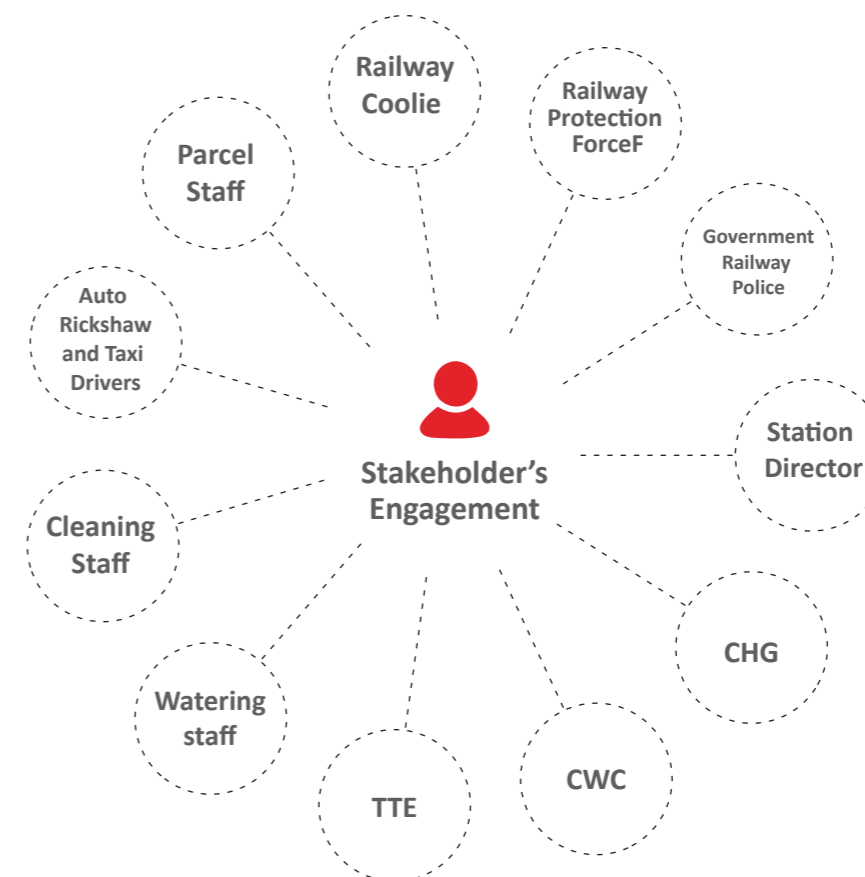 Railway
Coolie
Railway
Protection
ForceF
Parcel
Staff
Government
Railway
Police
Auto
Rickshaw
and Taxi
Drivers
Station
Director
Stakeholder’s
Engagement
Cleaning
Staff
CHG
Watering
staff
CWC
TTE